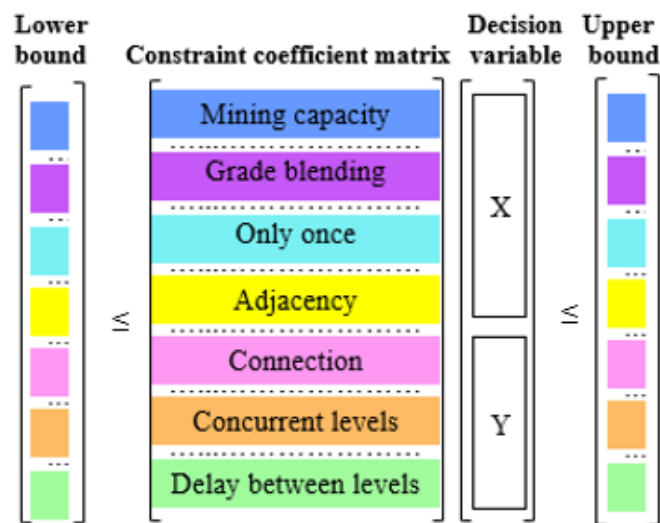 Lower bound
Constraint coefficient matrix
Decision variable
Upper bound
Mining capacity
Grade blending
Only once
Adjacency
Connection
Concurrent levels
Delay between levels
≤
X
Y
≤